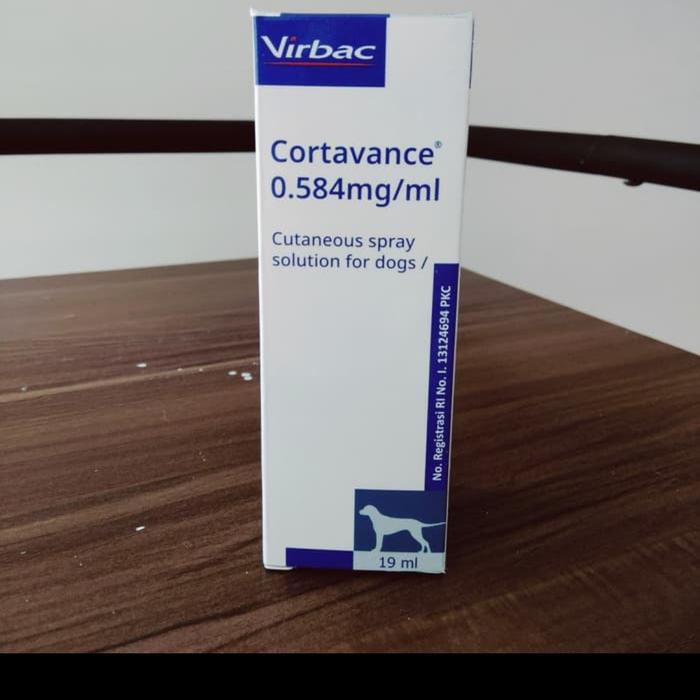 Virbac
Cortavance®
0.584mg/ml
Cutaneous spray
solution for dogs /
No. Registrasi RI No. I. 13124694 PKC
19 ml